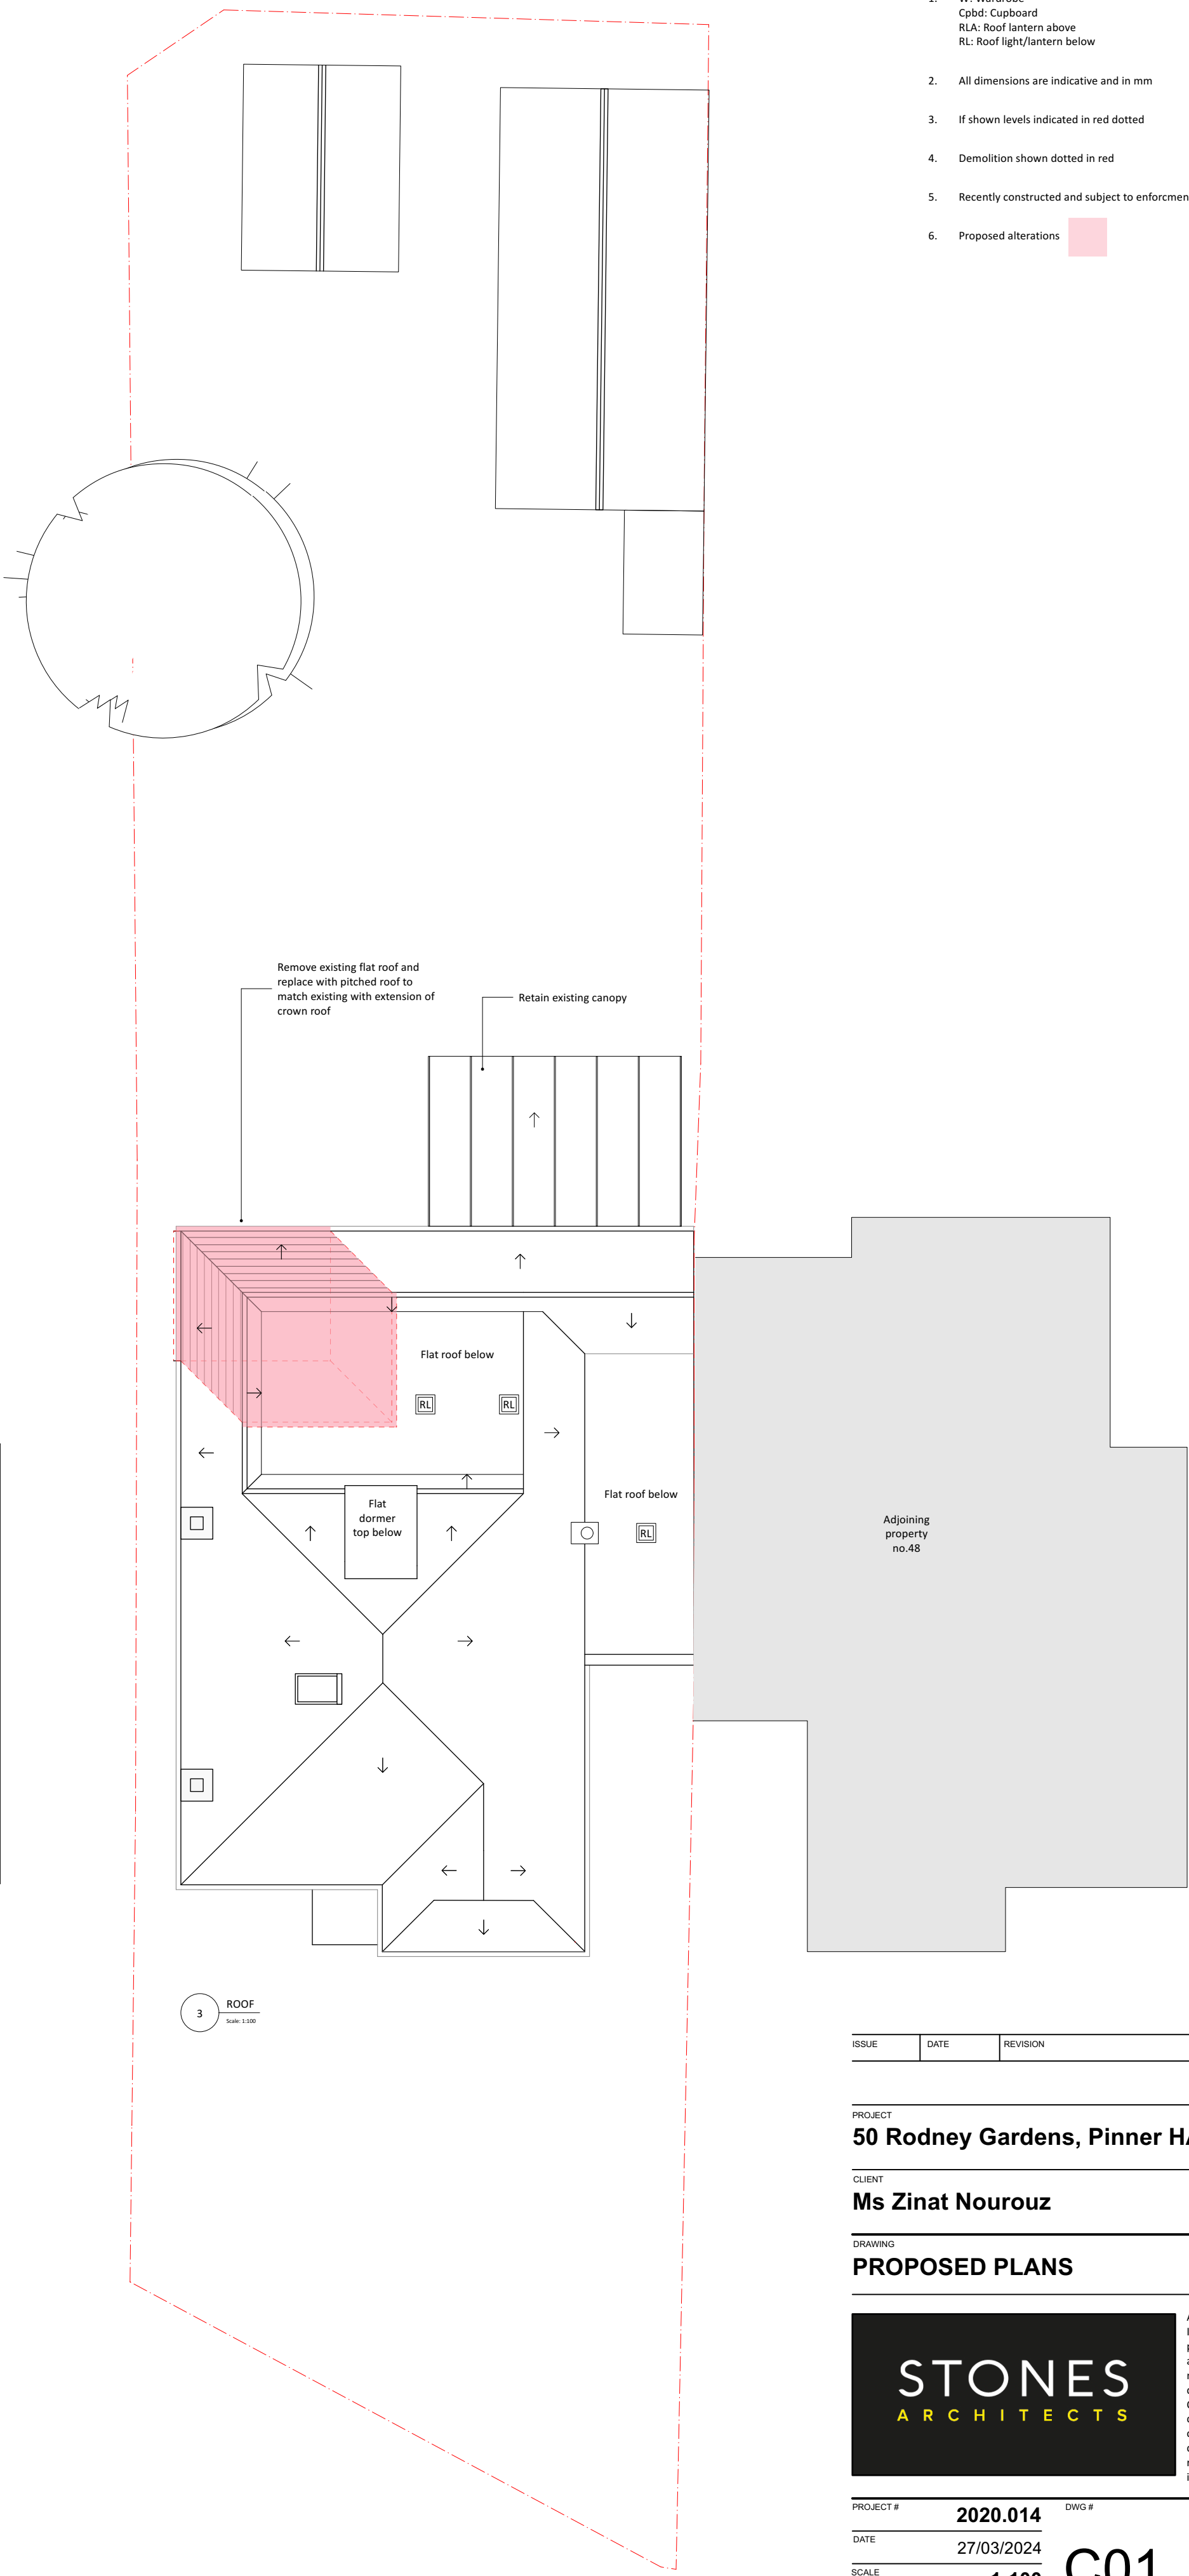 Cpbd: Cupboard
RLA: Roof lantern above
RL: Roof light/lantern below
2. All dimensions are indicative and in mm
3. If shown levels indicated in red dotted
4. Demolition shown dotted in red
5. Recently constructed and subject to enforcmen
6. Proposed alterations
Remove existing flat roof and
replace with pitched roof to
match existing with extension of
crown roof
Retain existing canopy
Flat roof below
RL
RL
Flat
dormer
top below
Flat roof below
RL
Adjoining
property
no.48
3
ROOF
Scale: 1:100
ISSUE
DATE
REVISION
PROJECT
50 Rodney Gardens, Pinner HA
CLIENT
Ms Zinat Nourouz
DRAWING
PROPOSED PLANS
STONES
ARCHITECTS
PROJECT #
2020.014
DWG #
DATE
27/03/2024
C01
SCALE
1:100